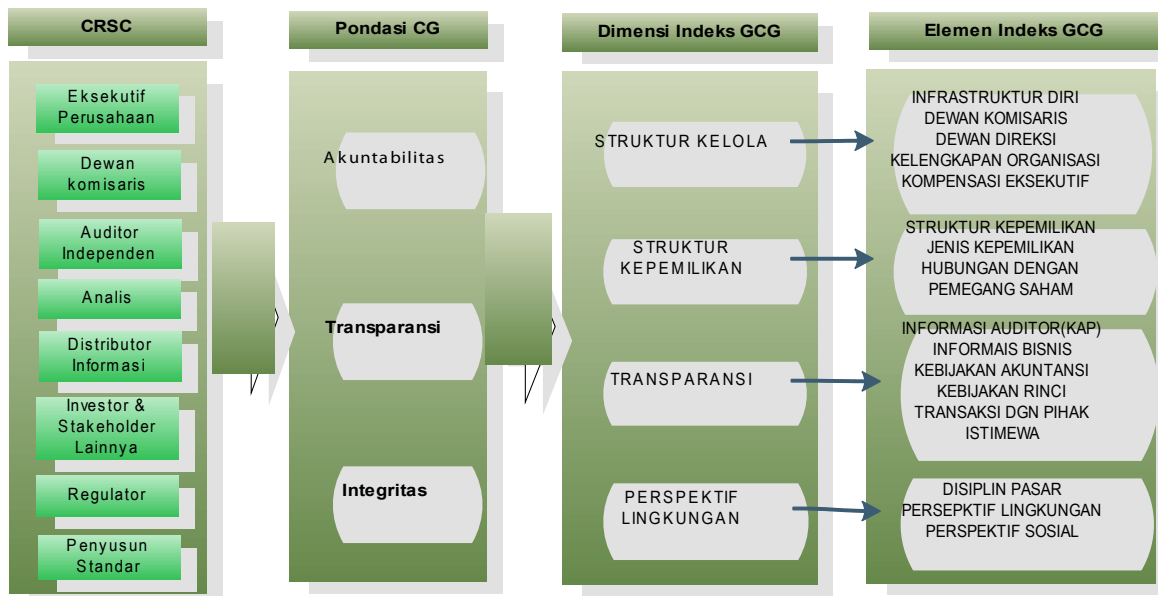 CRSC
Eksekutif
Perusahaan
Dewan
komisaris
Auditor
Independen
Analis
Distributor
Informasi
Investor &
Stakeholder
Lainnya
Regulator
Penyusun
Standar
Pondasi CG
Akuntabilitas
Transparansi
Integritas
Dimensi Indeks GCG
STRUKTUR KELOLA
STRUKTUR
KEPEMILIKAN
TRANSPARANSI
PERSPEKTIF
LINGKUNGAN
Elemen Indeks GCG
INFRASTRUKTUR DIRI
DEWAN KOMISARIS
DEWAN DIREKSI
KELENGKAPAN ORGANISASI
KOMPENSASI EKSEKUTIF
STRUKTUR KEPEMILIKAN
JENIS KEPEMILIKAN
HUBUNGAN DENGAN
PEMEGANG SAHAM
INFORMASI AUDITOR(KAP)
INFORMAIS BISNIS
KEBIJAKAN AKUNTANSI
KEBIJAKAN RINCI
TRANSAKSI DGN PIHAK
ISTIMEWA
DISIPLIN PASAR
PERSEPKTIF LINGKUNGAN
PERSPEKTIF SOSIAL